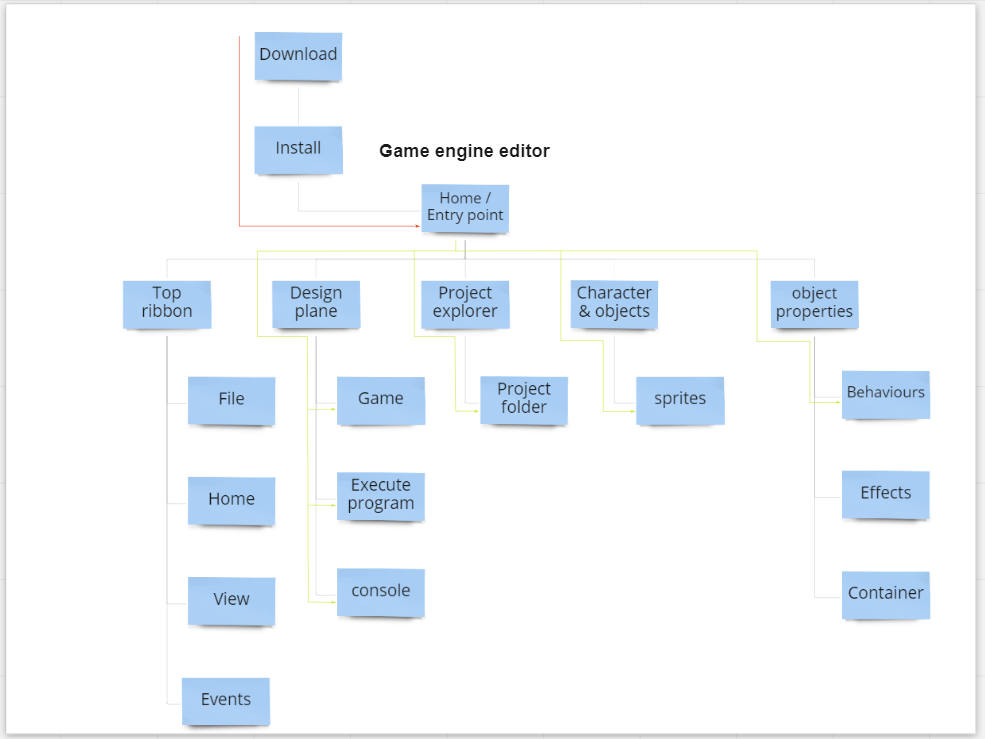 Download
Install
Game engine editor
Home /
Entry point
Top
ribbon
Design
plane
Project
explorer
Character
& objects
object
properties
File
Game
Project
folder
sprites
Behaviours
Home
Execute
program
Effects
View
console
Container
Events